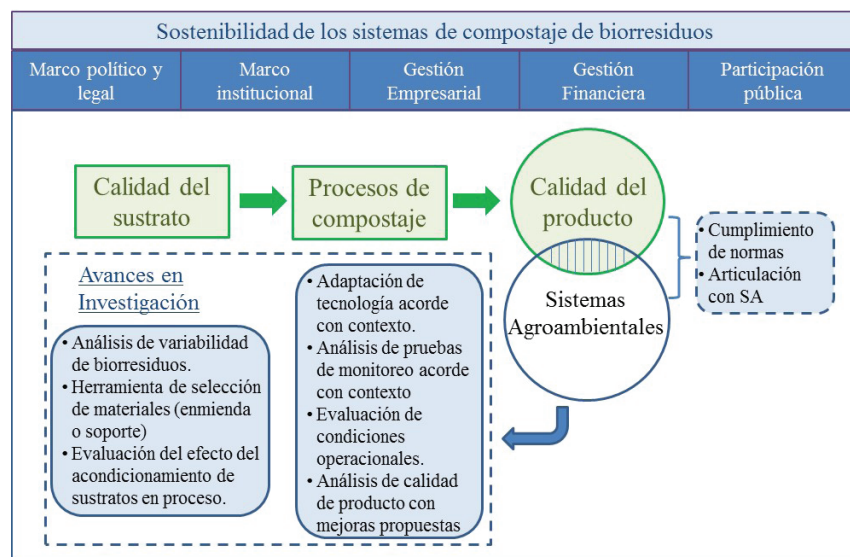 Sostenibilidad de los sistemas de compostaje de biorresiduos
Marco político y
legal
Marco
institucional
Gestión
Empresarial
Gestión
Financiera
Participación
pública
Calidad del
sustrato
Procesos de
compostaje
Calidad del
producto
Sistemas
Agroambientales
• Cumplimiento
de normas
• Articulación
con SA
Avances en
Investigación
• Análisis de variabilidad
de biorresiduos.
• Herramienta de selección
de materiales (enmienda
o soporte)
• Evaluación del efecto del
acondicionamiento de
sustratos en proceso.
• Adaptación de
tecnología acorde
con contexto.
• Análisis de pruebas
de monitoreo acorde
con contexto
• Evaluación de
condiciones
operacionales.
• Análisis de calidad
de producto con
mejoras propuestas